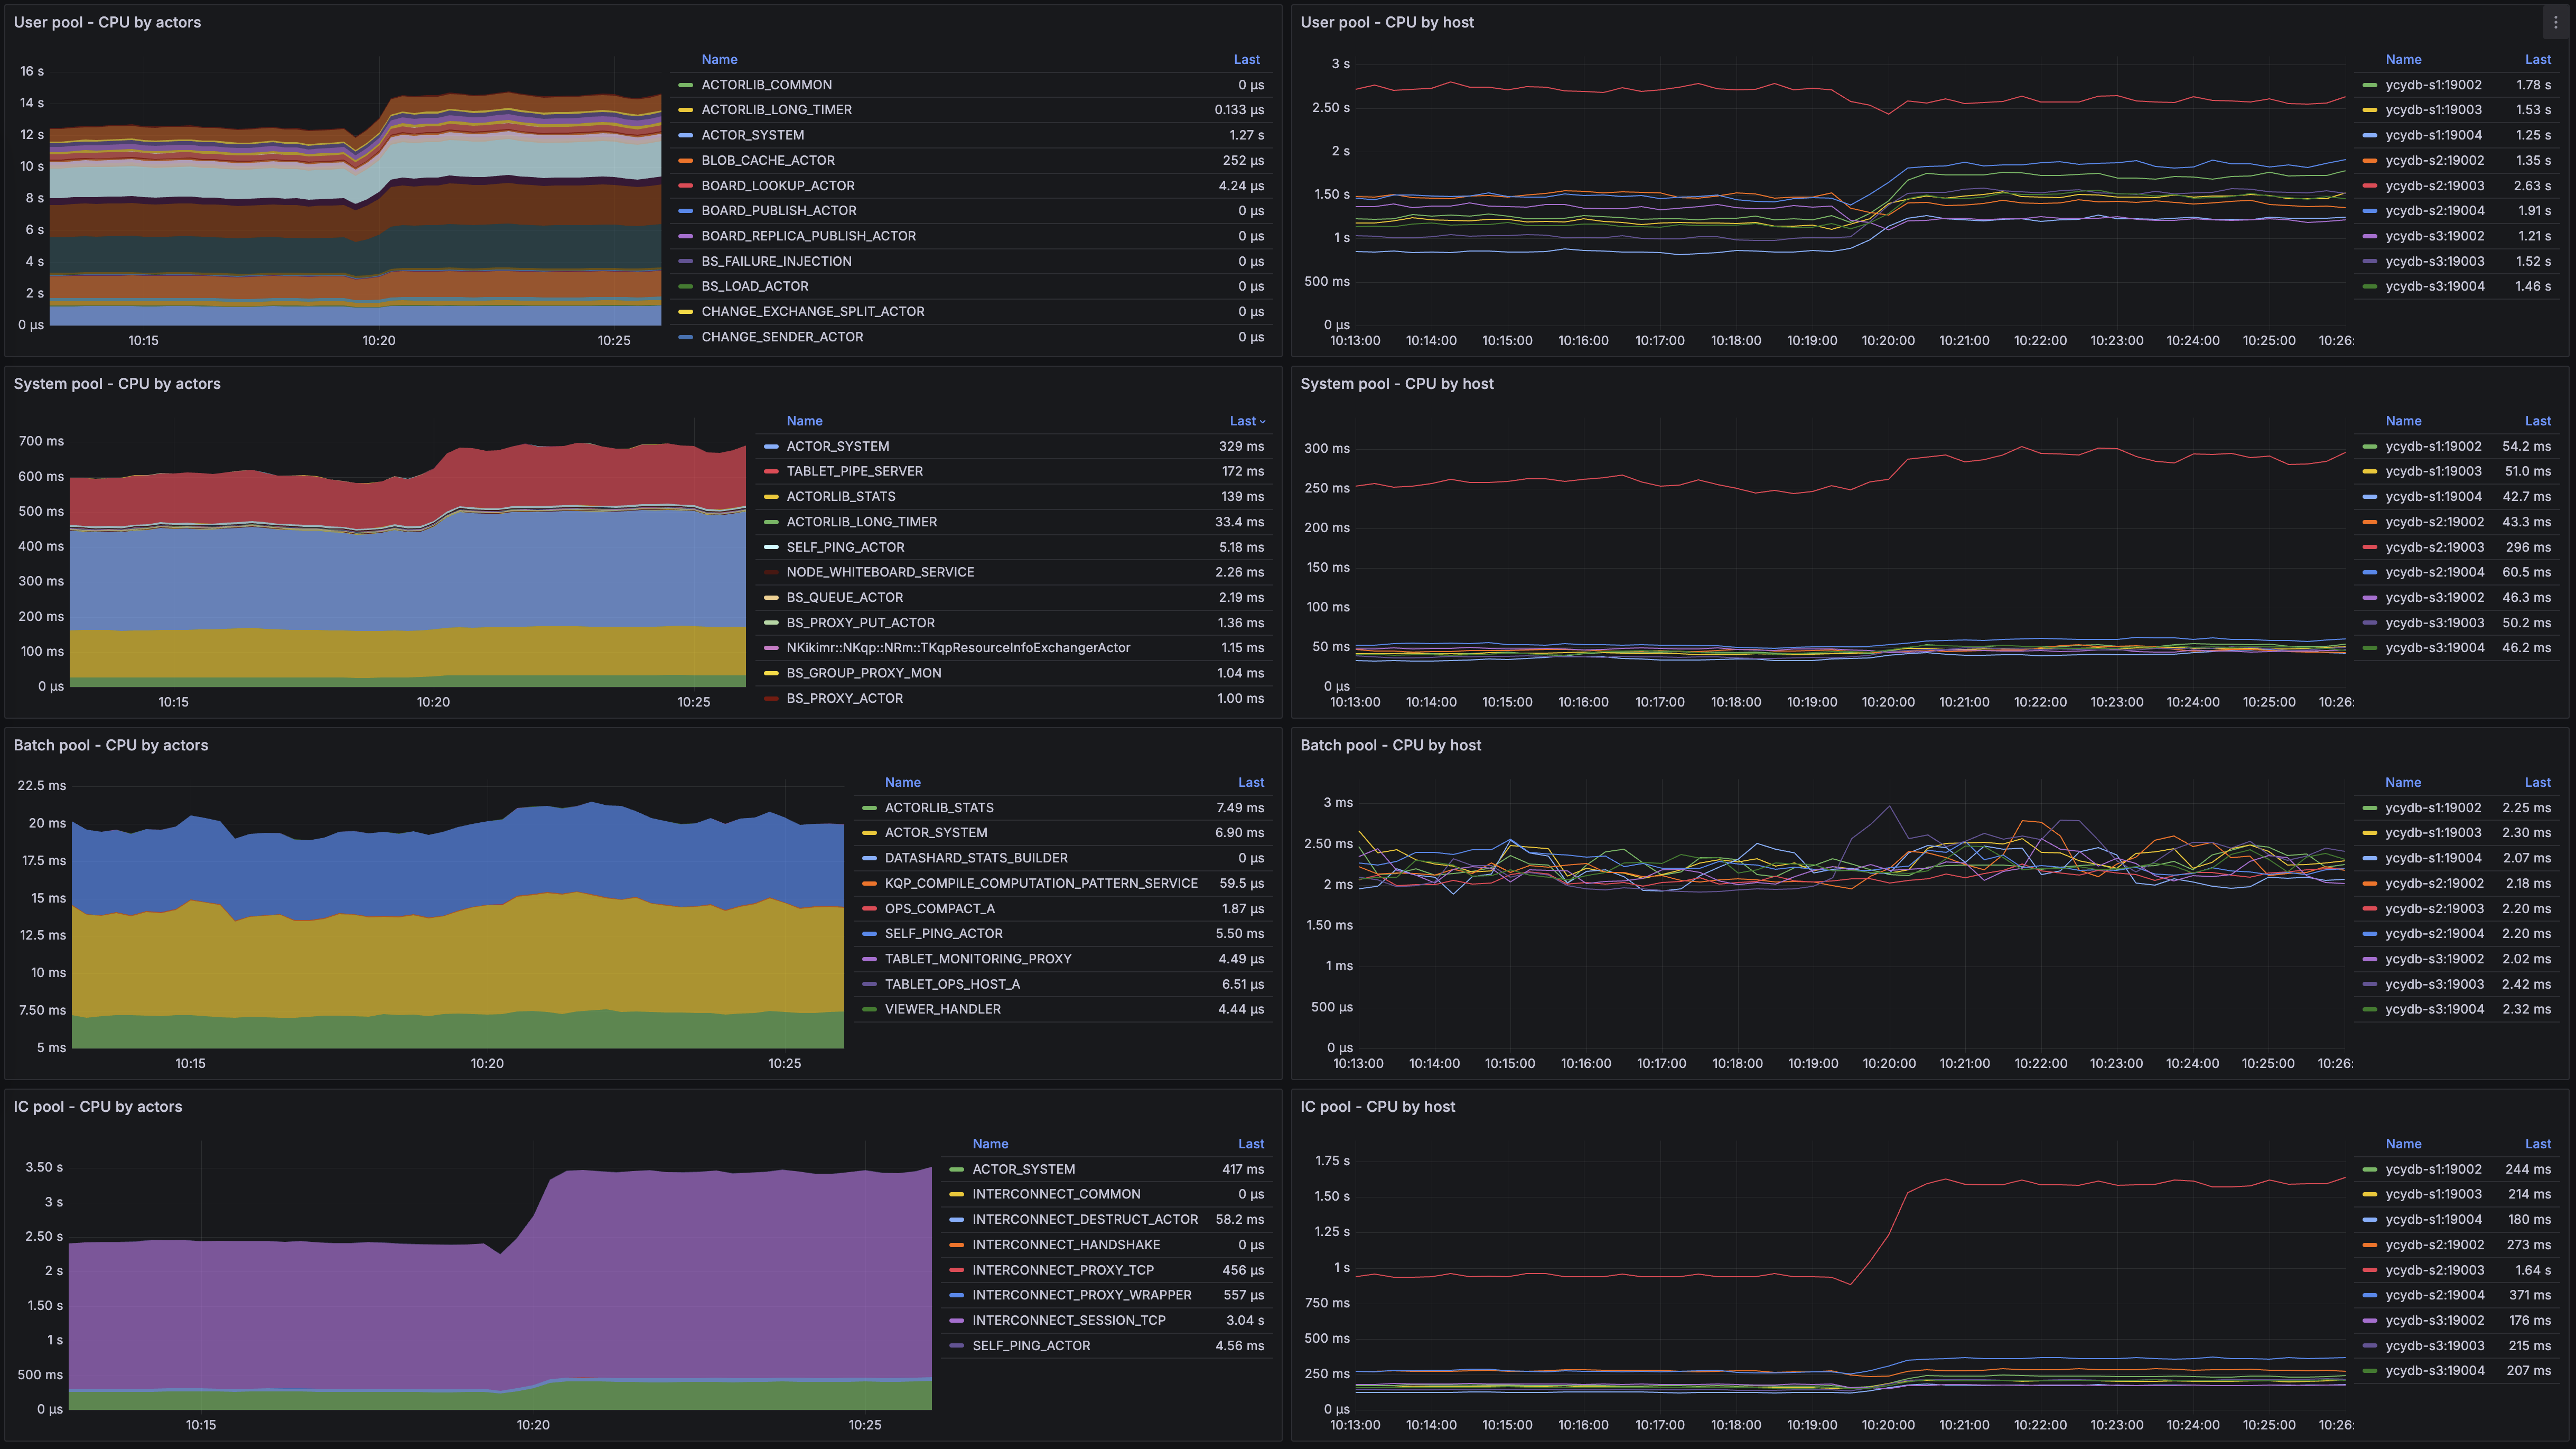 User pool - CPU by actors
16 s
14 s
12 s
10 s
8 s
6 s
4 s
2 s
0 µs
10:15 10:20 10:25
Name Last
ACTORLIB_COMMON 0 µs
ACTORLIB_LONG_TIMER 0.133 µs
ACTOR_SYSTEM 1.27 s
BLOB_CACHE_ACTOR 252 µs
BOARD_LOOKUP_ACTOR 4.24 µs
BOARD_PUBLISH_ACTOR 0 µs
BOARD_REPLICA_PUBLISH_ACTOR 0 µs
BS_FAILURE_INJECTION 0 µs
BS_LOAD_ACTOR 0 µs
CHANGE_EXCHANGE_SPLIT_ACTOR 0 µs
CHANGE_SENDER_ACTOR 0 µs
User pool - CPU by host
3 s
2.50 s
2 s
1.50 s
1 s
500 ms
0 µs
10:13:00 10:14:00 10:15:00 10:16:00 10:17:00 10:18:00 10:19:00 10:20:00 10:21:00 10:22:00 10:23:00 10:24:00 10:25:00 10:26:
Name Last
ycydb-s1:19002 1.78 s
ycydb-s1:19003 1.53 s
ycydb-s1:19004 1.25 s
ycydb-s2:19002 1.35 s
ycydb-s2:19003 2.63 s
ycydb-s2:19004 1.91 s
ycydb-s3:19002 1.21 s
ycydb-s3:19003 1.52 s
ycydb-s3:19004 1.46 s
System pool - CPU by actors
700 ms
600 ms
500 ms
400 ms
300 ms
200 ms
100 ms
0 µs
10:15 10:20 10:25
Name Last
ACTOR_SYSTEM 329 ms
TABLET_PIPE_SERVER 172 ms
ACTORLIB_STATS 139 ms
ACTORLIB_LONG_TIMER 33.4 ms
SELF_PING_ACTOR 5.18 ms
NODE_WHITEBOARD_SERVICE 2.26 ms
BS_QUEUE_ACTOR 2.19 ms
BS_PROXY_PUT_ACTOR 1.36 ms
NKikimr::NKqp::NRm::TKqpResourceInfoExchangerActor 1.15 ms
BS_GROUP_PROXY_MON 1.04 ms
BS_PROXY_ACTOR 1.00 ms
System pool - CPU by host
300 ms
250 ms
200 ms
150 ms
100 ms
50 ms
0 µs
10:13:00 10:14:00 10:15:00 10:16:00 10:17:00 10:18:00 10:19:00 10:20:00 10:21:00 10:22:00 10:23:00 10:24:00 10:25:00 10:26:
Name Last
ycydb-s1:19002 54.2 ms
ycydb-s1:19003 51.0 ms
ycydb-s1:19004 42.7 ms
ycydb-s2:19002 43.3 ms
ycydb-s2:19003 296 ms
ycydb-s2:19004 60.5 ms
ycydb-s3:19002 46.3 ms
ycydb-s3:19003 50.2 ms
ycydb-s3:19004 46.2 ms
Batch pool - CPU by actors
22.5 ms
20 ms
17.5 ms
15 ms
12.5 ms
10 ms
7.50 ms
5 ms
10:15 10:20 10:25
Name Last
ACTORLIB_STATS 7.49 ms
ACTOR_SYSTEM 6.90 ms
DATASHARD_STATS_BUILDER 0 µs
KQP_COMPILE_COMPUTATION_PATTERN_SERVICE 59.5 µs
OPS_COMPACT_A 1.87 µs
SELF_PING_ACTOR 5.50 ms
TABLET_MONITORING_PROXY 4.49 µs
TABLET_OPS_HOST_A 6.51 µs
VIEWER_HANDLER 4.44 µs
Batch pool - CPU by host
3 ms
2.50 ms
2 ms
1.50 ms
1 ms
500 µs
0 µs
10:13:00 10:14:00 10:15:00 10:16:00 10:17:00 10:18:00 10:19:00 10:20:00 10:21:00 10:22:00 10:23:00 10:24:00 10:25:00 10:26:
Name Last
ycydb-s1:19002 2.25 ms
ycydb-s1:19003 2.30 ms
ycydb-s1:19004 2.07 ms
ycydb-s2:19002 2.18 ms
ycydb-s2:19003 2.20 ms
ycydb-s2:19004 2.20 ms
ycydb-s3:19002 2.02 ms
ycydb-s3:19003 2.42 ms
ycydb-s3:19004 2.32 ms
IC pool - CPU by actors
3.50 s
3 s
2.50 s
2 s
1.50 s
1 s
500 ms
0 µs
10:15 10:20 10:25
Name Last
ACTOR_SYSTEM 417 ms
INTERCONNECT_COMMON 0 µs
INTERCONNECT_DESTRUCT_ACTOR 58.2 ms
INTERCONNECT_HANDSHAKE 0 µs
INTERCONNECT_PROXY_TCP 456 µs
INTERCONNECT_PROXY_WRAPPER 557 µs
INTERCONNECT_SESSION_TCP 3.04 s
SELF_PING_ACTOR 4.56 ms
IC pool - CPU by host
1.75 s
1.50 s
1.25 s
1 s
750 ms
500 ms
250 ms
0 µs
10:13:00 10:14:00 10:15:00 10:16:00 10:17:00 10:18:00 10:19:00 10:20:00 10:21:00 10:22:00 10:23:00 10:24:00 10:25:00 10:26:
Name Last
ycydb-s1:19002 244 ms
ycydb-s1:19003 214 ms
ycydb-s1:19004 180 ms
ycydb-s2:19002 273 ms
ycydb-s2:19003 1.64 s
ycydb-s2:19004 371 ms
ycydb-s3:19002 176 ms
ycydb-s3:19003 215 ms
ycydb-s3:19004 207 ms